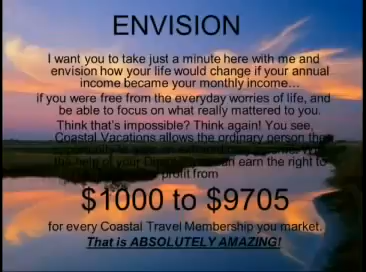 ENVISION
I want you to take just a minute here with me and
envision how your life would change if your annual
income became your monthly income...
if you were free from the everyday worries of life, and
be able to focus on what really mattered to you.
Think that's impossible? Think again! You see,
Coastal Vacations allows the ordinary person
the help of your can earn the right to
profit from
$1000 to $9705
for every Coastal Travel Membership you market.
That is ABSOLUTELY AMAZING!